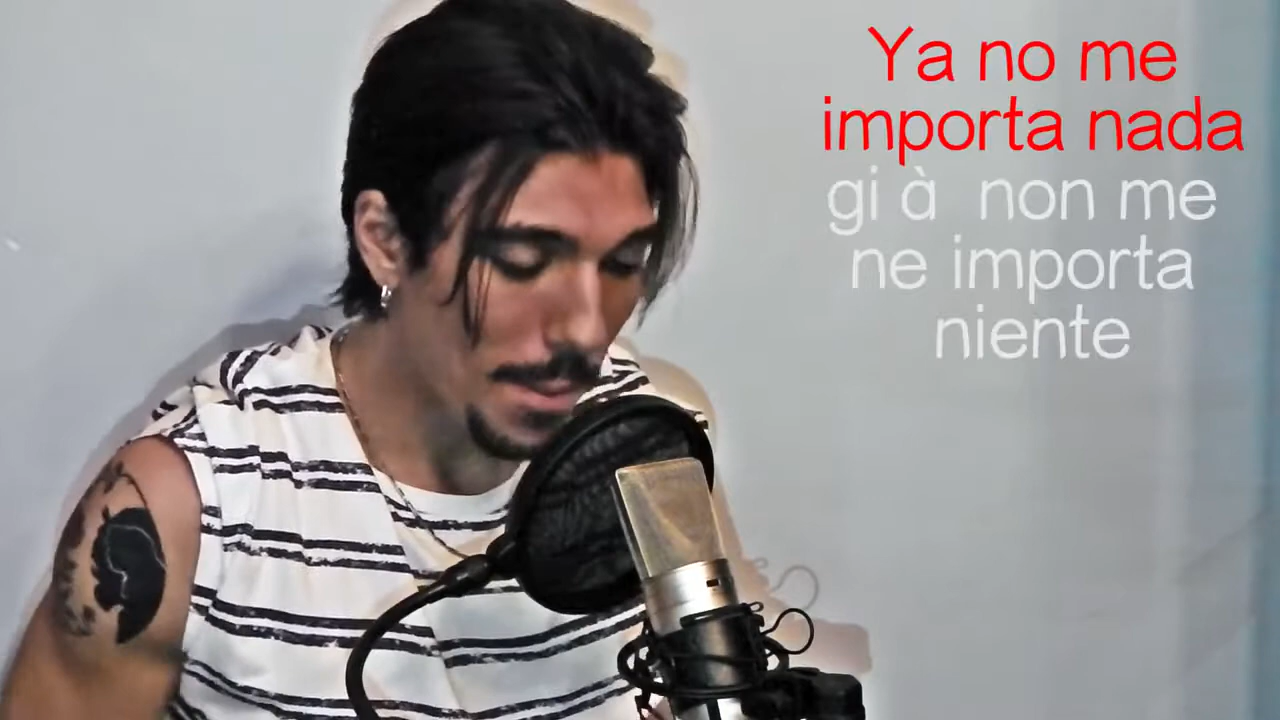 Ya no me
importa nada
gi à non me
ne importa
niente